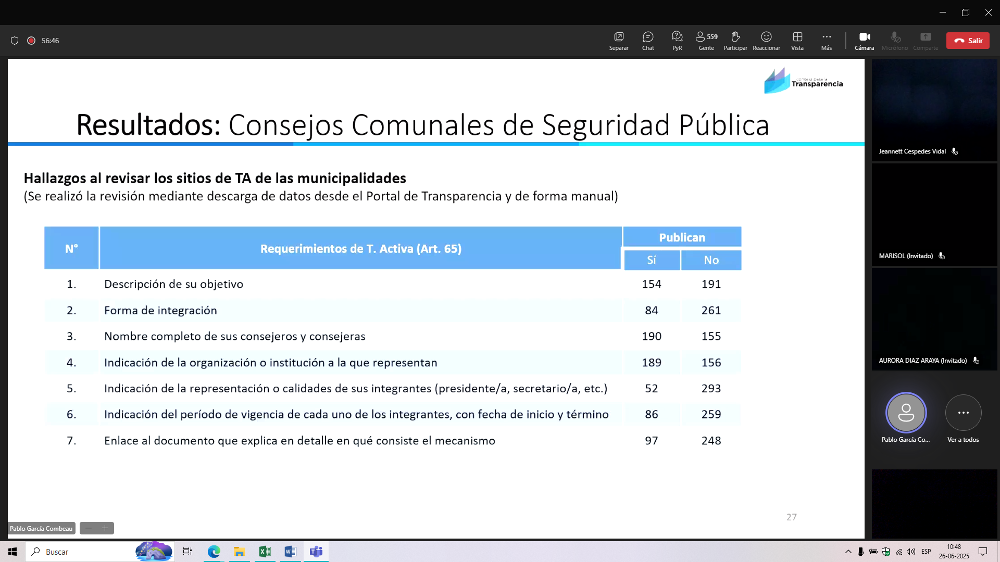 56:46
Separar
Chat
PyR
559
Gente
Participar
Reaccionar
Vista
Más
Cámara
Micrófono
Comparte
Salir
consejo para la
Transparencia
Resultados: Consejos Comunales de Seguridad Pública
Hallazgos al revisar los sitios de TA de las municipalidades
(Se realizó la revisión mediante descarga de datos desde el Portal de Transparencia y de forma manual)
N° Requerimientos de T. Activa (Art. 65) Publican
Sí No
1. Descripción de su objetivo 154 191
2. Forma de integración 84 261
3. Nombre completo de sus consejeros y consejeras 190 155
4. Indicación de la organización o institución a la que representan 189 156
5. Indicación de la representación o calidades de sus integrantes (presidente/a, secretario/a, etc.) 52 293
6. Indicación del período de vigencia de cada uno de los integrantes, con fecha de inicio y término 86 259
7. Enlace al documento que explica en detalle en qué consiste el mecanismo 97 248
27
Pablo García Combeau
Jeannett Cespedes Vidal
MARISOL (Invitado)
AURORA DIAZ ARAYA (Invitado)
Pablo García Co...
Ver a todos
Buscar
ESP
10:48
26-06-2025